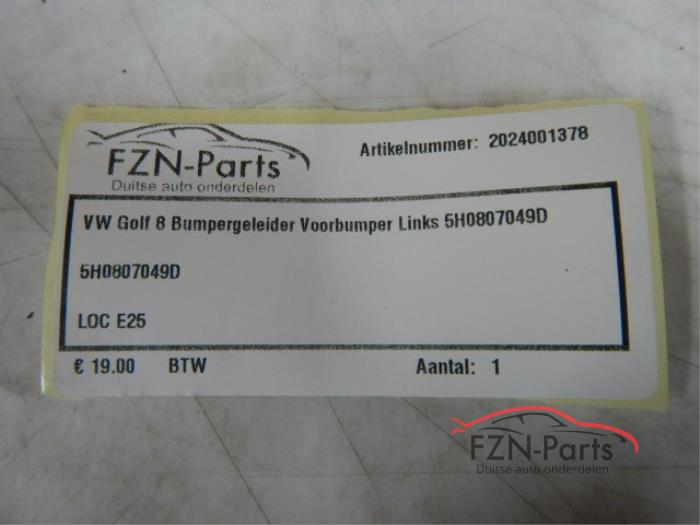 FZN-Parts
Duitse auto onderdelen
Artikelnummer: 2024001378
VW Golf 8 Bumpergeleider Voorbumper Links 5H0807049D
5H0807049D
LOC E25
€ 19.00 BTW Aantal: 1
FZN-Parts
Duitse auto onderdelen